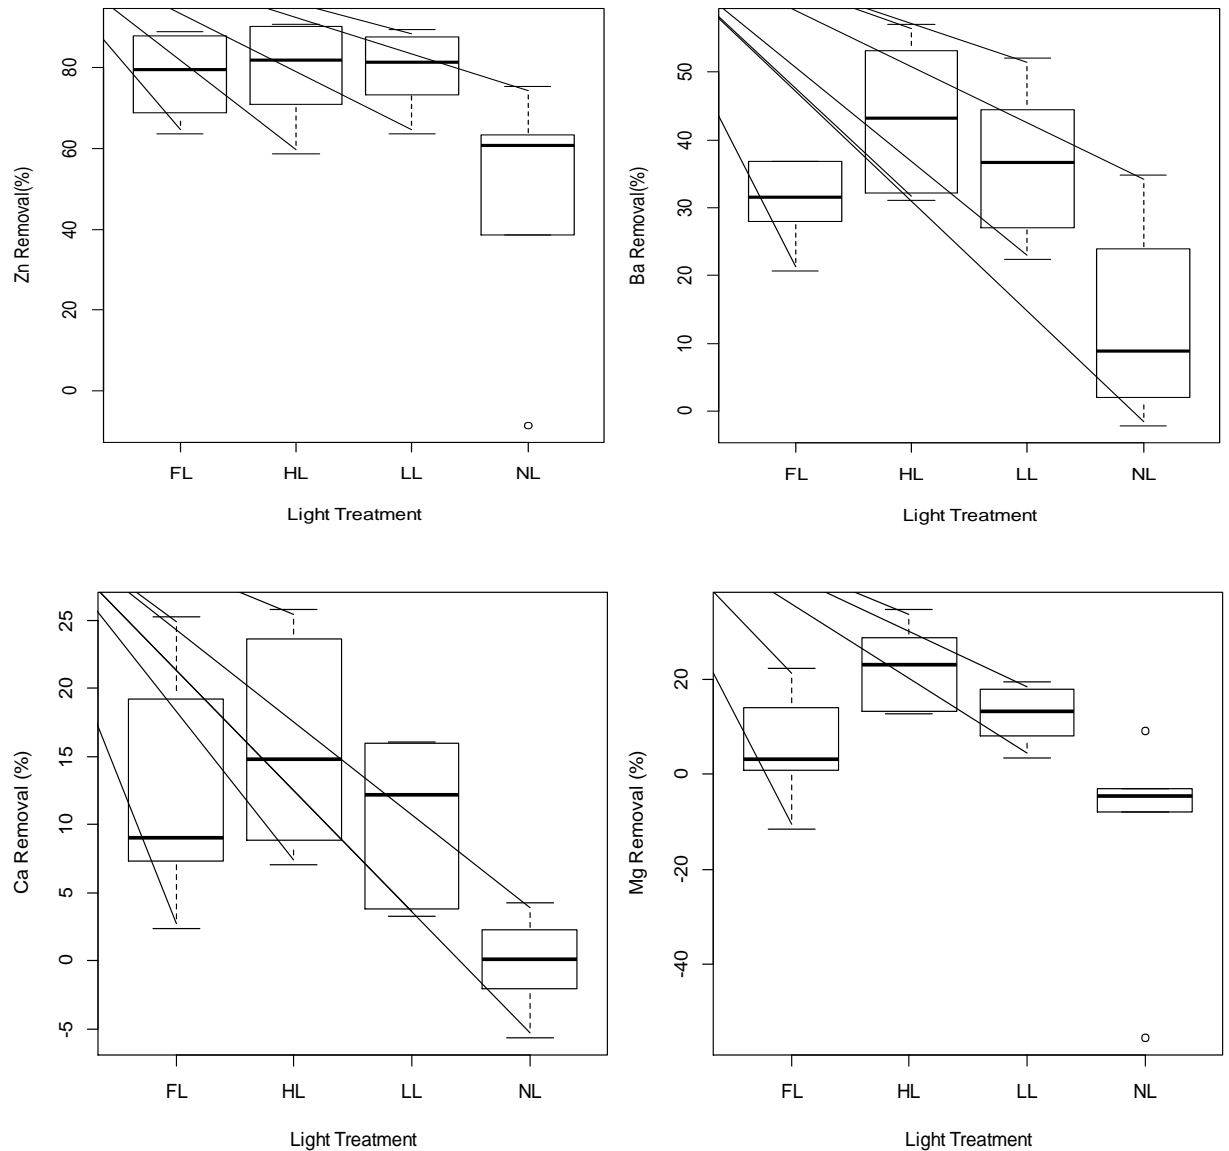 Zn Removal(%)
80
60
40
20
0
FL HL LL NL
Light Treatment
Ba Removal(%)
50
40
30
20
10
0
FL HL LL NL
Light Treatment
Ca Removal (%)
25
20
15
10
5
0
-5
FL HL LL NL
Light Treatment
Mg Removal (%)
20
0
-20
-40
FL HL LL NL
Light Treatment